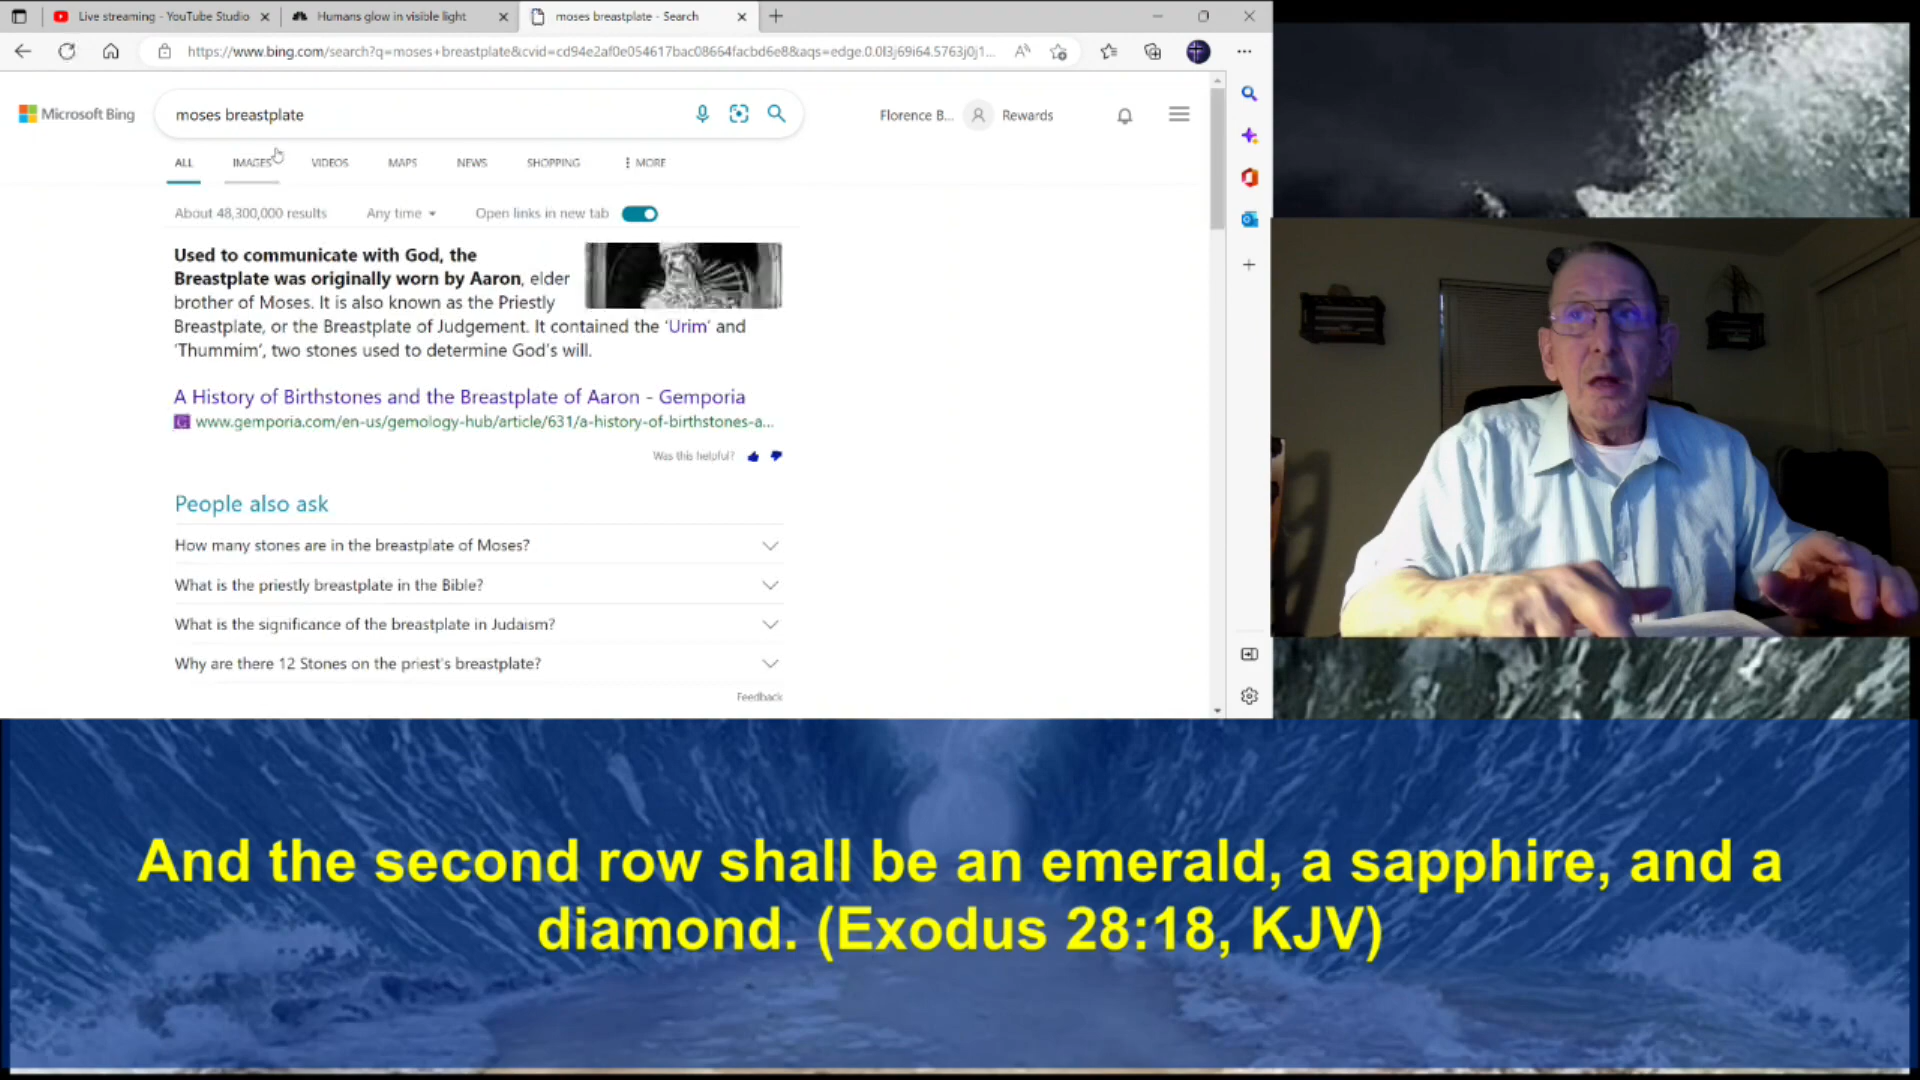 Live streaming - YouTube Studio
Humans glow in visible light
moses breastplate - Search
https://www.bing.com/search?q=moses+breastplate&cvid=cd94e2af0e054617bac08664facbd6e8&aqs=edge.0.0l3j69i64.5763j0j1...
Microsoft Bing
moses breastplate
Florence B...
Rewards
ALL
IMAGES
VIDEOS
MAPS
NEWS
SHOPPING
MORE
About 48,300,000 results
Any time
Open links in new tab
Used to communicate with God, the
Breastplate was originally worn by Aaron, elder
brother of Moses. It is also known as the Priestly
Breastplate, or the Breastplate of Judgement. It contained the ‘Urim’ and
‘Thummim’, two stones used to determine God’s will.
A History of Birthstones and the Breastplate of Aaron - Gemporia
www.gemporia.com/en-us/gemology-hub/article/631/a-history-of-birthstones-a...
Was this helpful?
People also ask
How many stones are in the breastplate of Moses?
What is the priestly breastplate in the Bible?
What is the significance of the breastplate in Judaism?
Why are there 12 Stones on the priest's breastplate?
Feedback
And the second row shall be an emerald, a sapphire, and a
diamond. (Exodus 28:18, KJV)